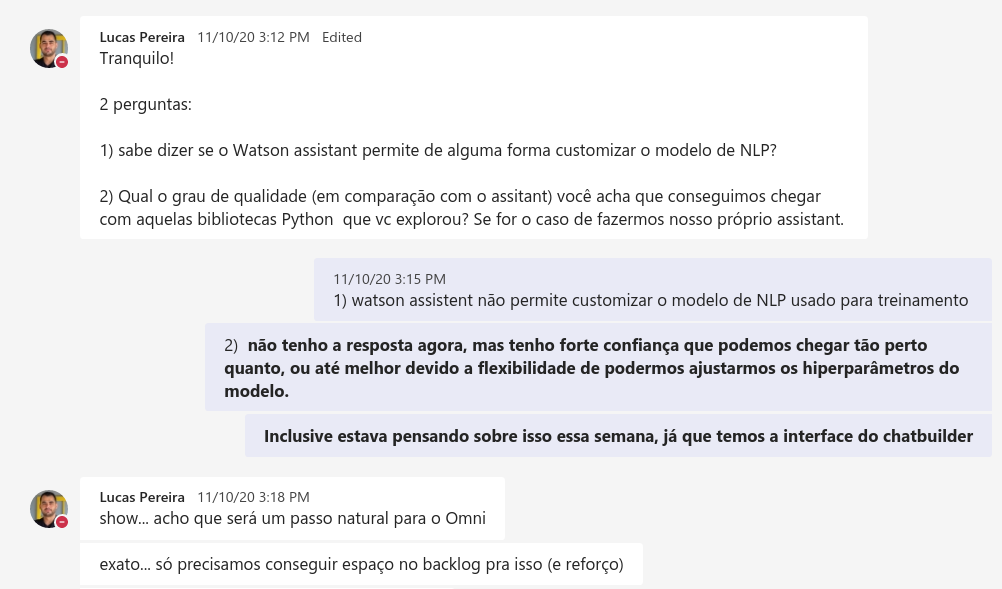 Lucas Pereira 11/10/20 3:12 PM Edited
Tranquilo!
2 perguntas:
1) sabe dizer se o Watson assistant permite de alguma forma customizar o modelo de NLP?
2) Qual o grau de qualidade (em comparação com o assitant) você acha que conseguimos chegar
com aquelas bibliotecas Python que vc explorou? Se for o caso de fazermos nosso próprio assistant.
11/10/20 3:15 PM
1) watson assistent não permite customizar o modelo de NLP usado para treinamento
2) não tenho a resposta agora, mas tenho forte confiança que podemos chegar tão perto
quanto, ou até melhor devido a flexibilidade de podermos ajustarmos os hiperparâmetros do
modelo.
Inclusive estava pensando sobre isso essa semana, já que temos a interface do chatbuilder
Lucas Pereira 11/10/20 3:18 PM
show... acho que será um passo natural para o Omni
exato... só precisamos conseguir espaço no backlog pra isso (e reforço)